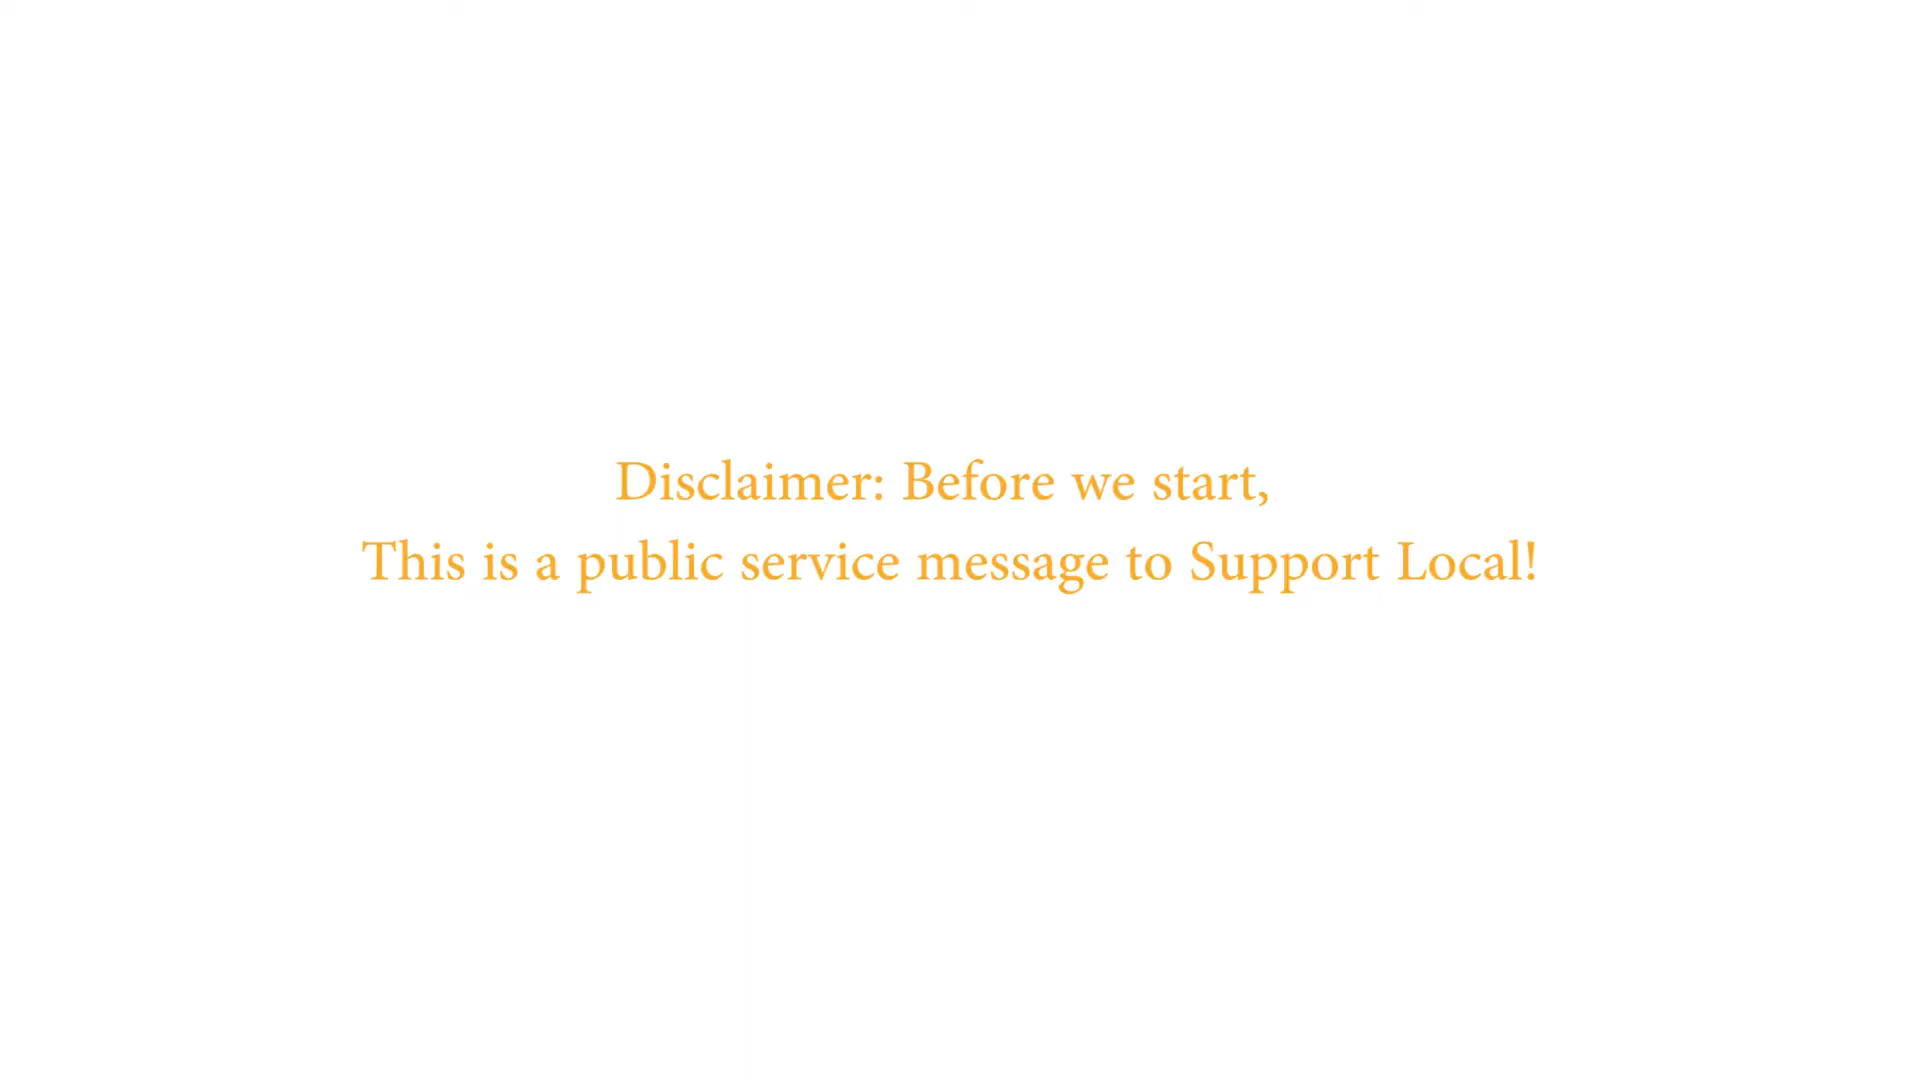 Disclaimer: Before we start,
This is a public service message to Support Local!